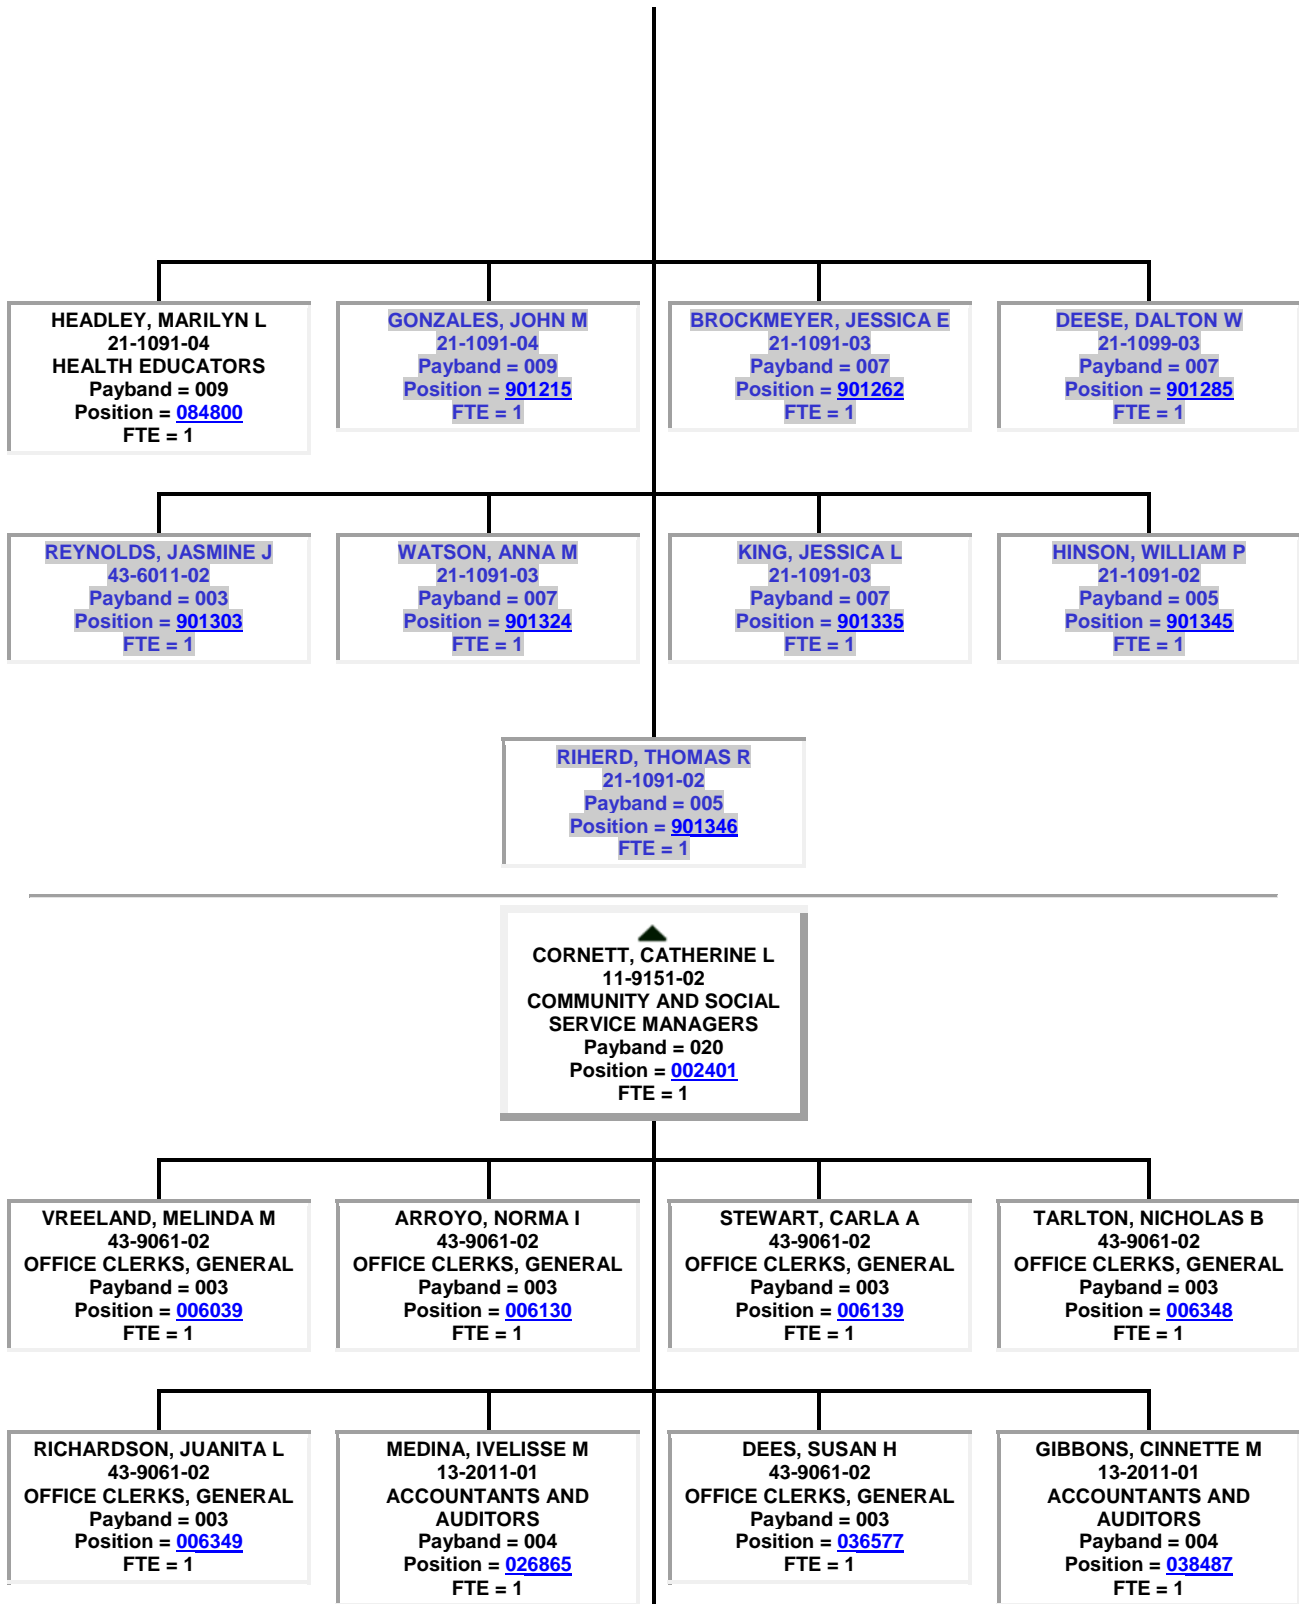 HEADLEY, MARILYN L
21-1091-04
HEALTH EDUCATORS
Payband = 009
Position = 084800
FTE = 1
GONZALES, JOHN M
21-1091-04
Payband = 009
Position = 901215
FTE = 1
BROCKMEYER, JESSICA E
21-1091-03
Payband = 007
Position = 901262
FTE = 1
DEESE, DALTON W
21-1099-03
Payband = 007
Position = 901285
FTE = 1
REYNOLDS, JASMINE J
43-6011-02
Payband = 003
Position = 901303
FTE = 1
WATSON, ANNA M
21-1091-03
Payband = 007
Position = 901324
FTE = 1
KING, JESSICA L
21-1091-03
Payband = 007
Position = 901335
FTE = 1
HINSON, WILLIAM P
21-1091-02
Payband = 005
Position = 901345
FTE = 1
RIHERD, THOMAS R
21-1091-02
Payband = 005
Position = 901346
FTE = 1
CORNETT, CATHERINE L
11-9151-02
COMMUNITY AND SOCIAL
SERVICE MANAGERS
Payband = 020
Position = 002401
FTE = 1
VREELAND, MELINDA M
43-9061-02
OFFICE CLERKS, GENERAL
Payband = 003
Position = 006039
FTE = 1
ARROYO, NORMA I
43-9061-02
OFFICE CLERKS, GENERAL
Payband = 003
Position = 006130
FTE = 1
STEWART, CARLA A
43-9061-02
OFFICE CLERKS, GENERAL
Payband = 003
Position = 006139
FTE = 1
TARLTON, NICHOLAS B
43-9061-02
OFFICE CLERKS, GENERAL
Payband = 003
Position = 006348
FTE = 1
RICHARDSON, JUANITA L
43-9061-02
OFFICE CLERKS, GENERAL
Payband = 003
Position = 006349
FTE = 1
MEDINA, IVELISSE M
13-2011-01
ACCOUNTANTS AND
AUDITORS
Payband = 004
Position = 026865
FTE = 1
DEES, SUSAN H
43-9061-02
OFFICE CLERKS, GENERAL
Payband = 003
Position = 036577
FTE = 1
GIBBONS, CINNETTE M
13-2011-01
ACCOUNTANTS AND
AUDITORS
Payband = 004
Position = 038487
FTE = 1